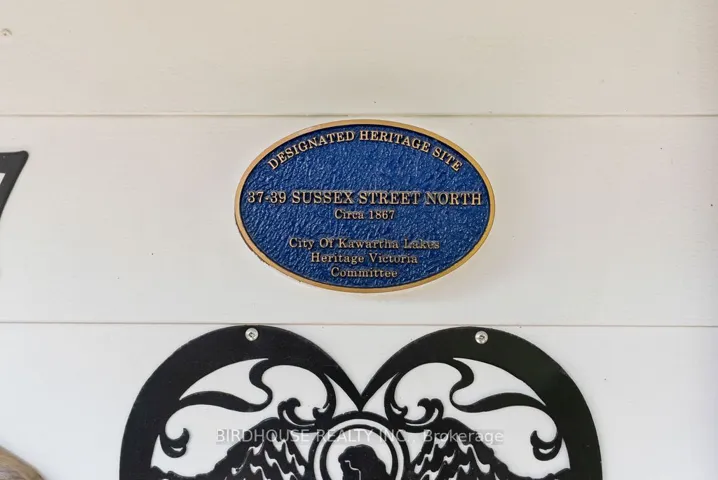 DESIGNATED HERITAGE SITE
37-39 SUSSEX STREET NORTH
Circa 1867
City Of Kawartha Lakes
Heritage Victoria
Committee
BIRDHOUSE REALTY INC., Brokerage